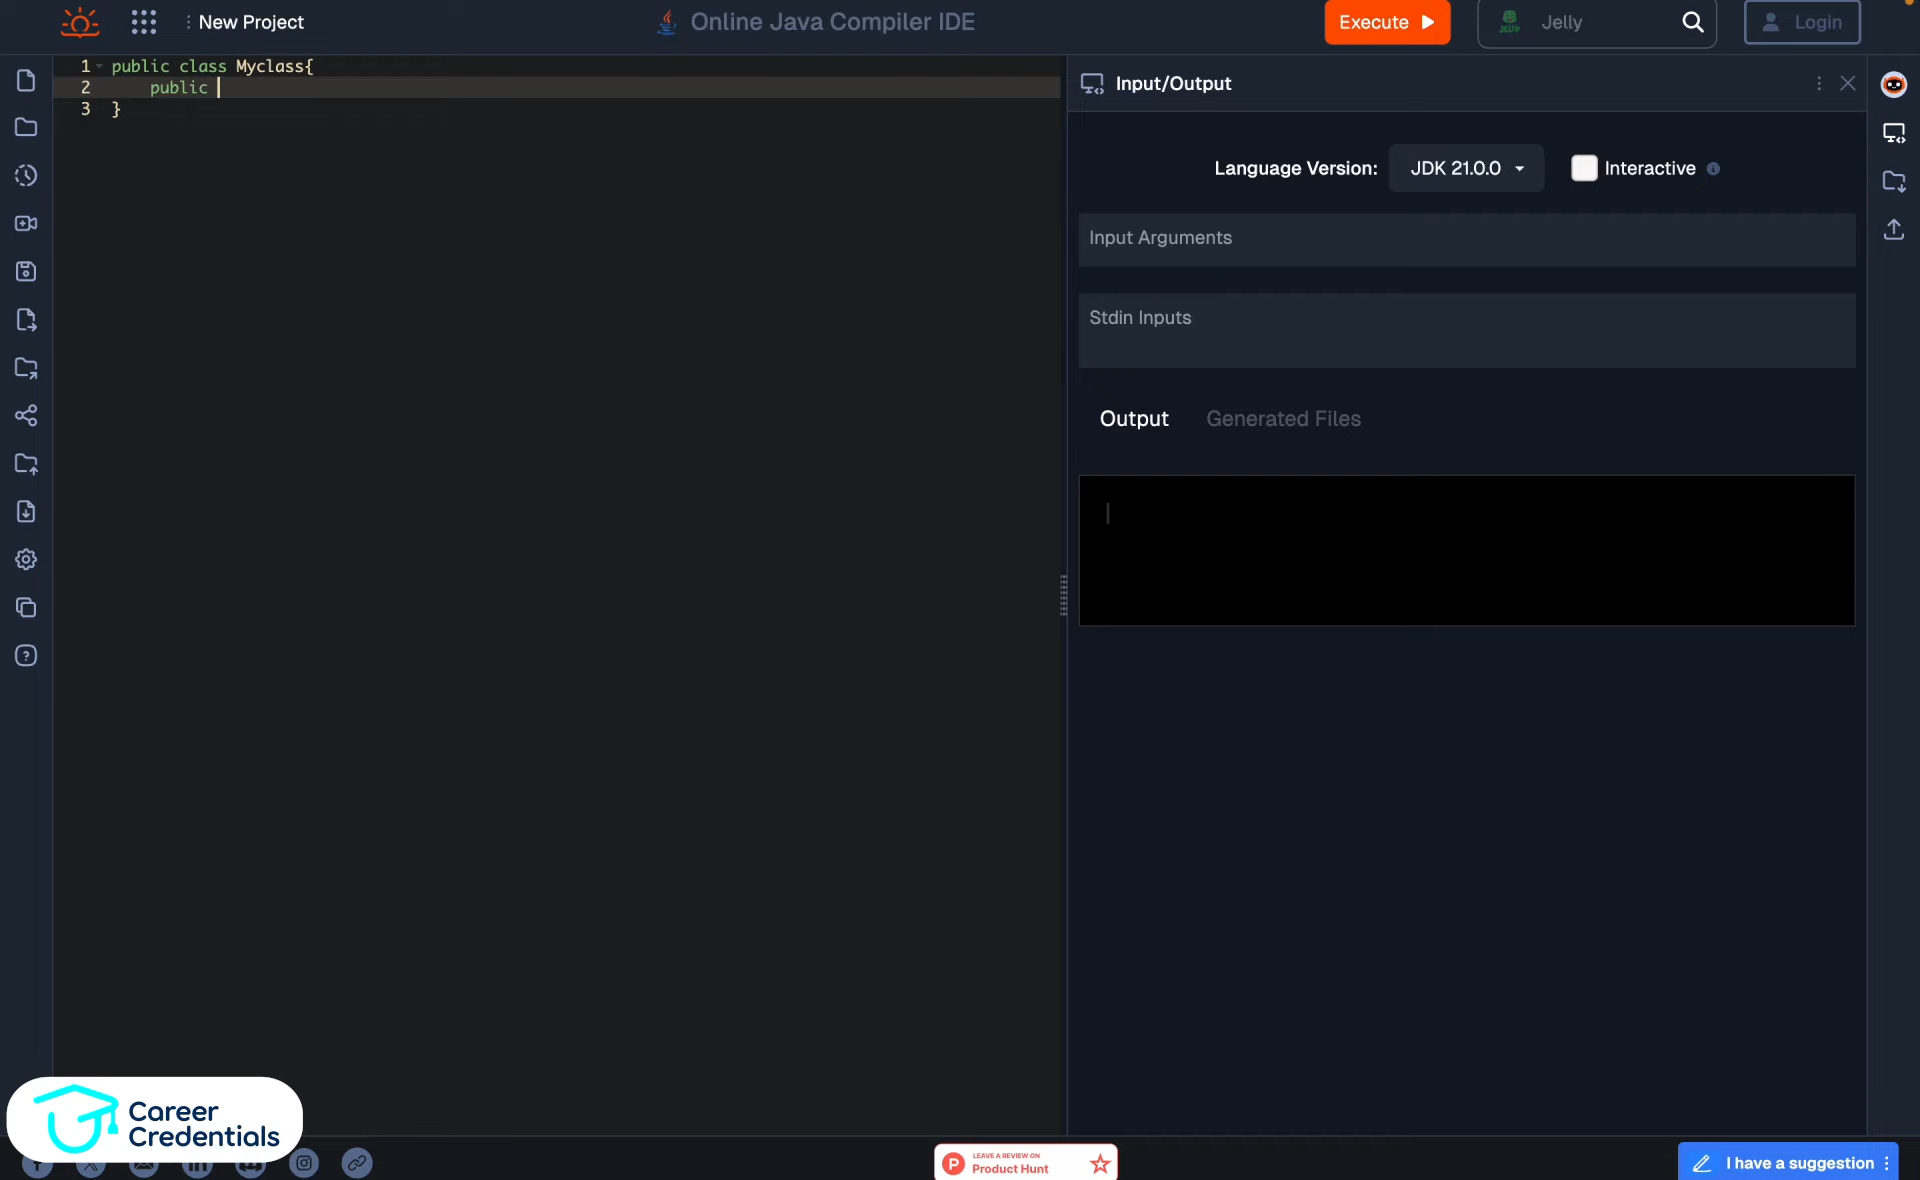 New Project
Online Java Compiler IDE
Execute
JELLY
Jelly
Login
1 public class Myclass{
2     public
3 }
Input/Output
Language Version:
JDK 21.0.0
Interactive
Input Arguments
Stdin Inputs
Output
Generated Files
Career
Credentials
P
LEAVE A REVIEW ON
Product Hunt
I have a suggestion